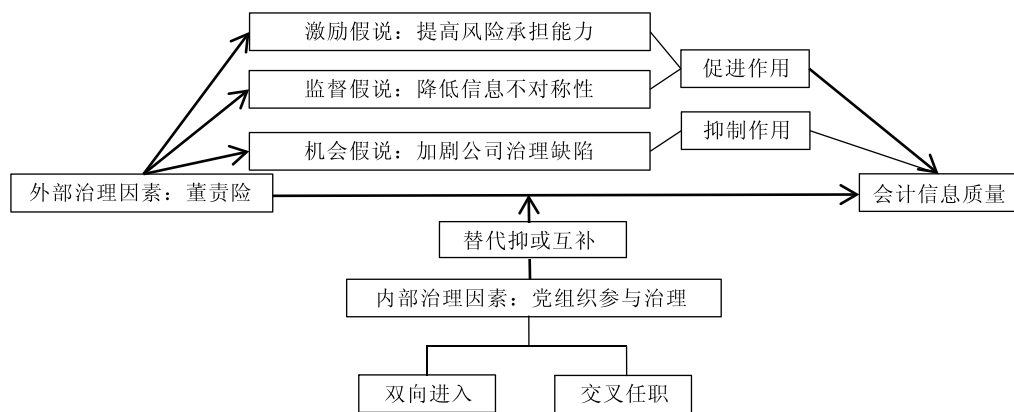 激励假说：提高风险承担能力
监督假说：降低信息不对称性
促进作用
机会假说：加剧公司治理缺陷
抑制作用
外部治理因素：董责险
会计信息质量
替代抑或互补
内部治理因素：党组织参与治理
双向进入
交叉任职